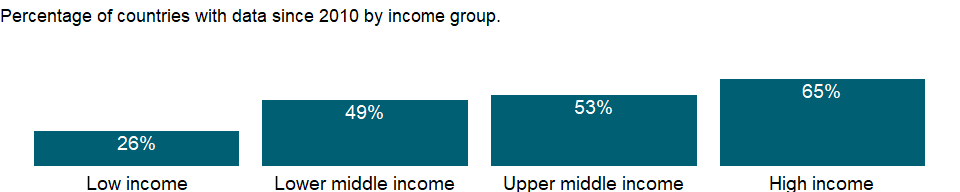 Percentage of countries with data since 2010 by income group.
26%
49%
53%
65%
Low income
Lower middle income
Upper middle income
High income